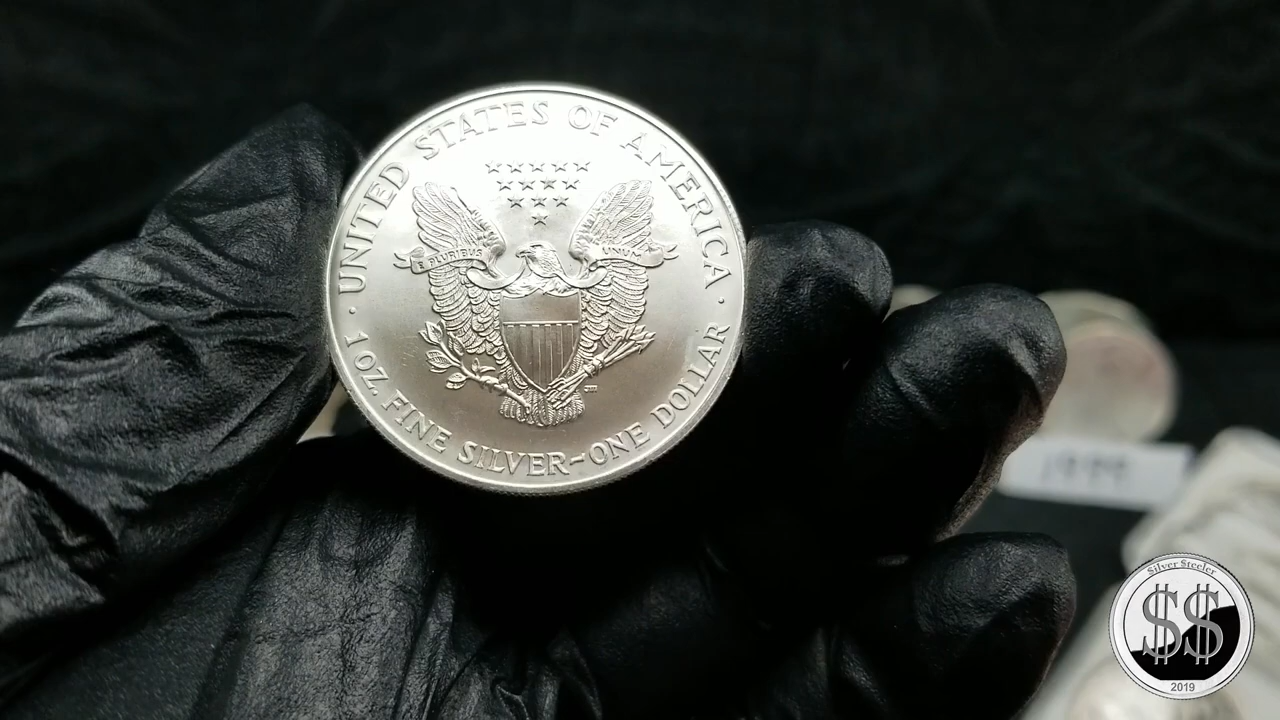 · UNITED STATES OF AMERICA ·
E PLURIBUS UNUM
1 OZ. FINE SILVER~ONE DOLLAR
Silver Steeler
$$
2019